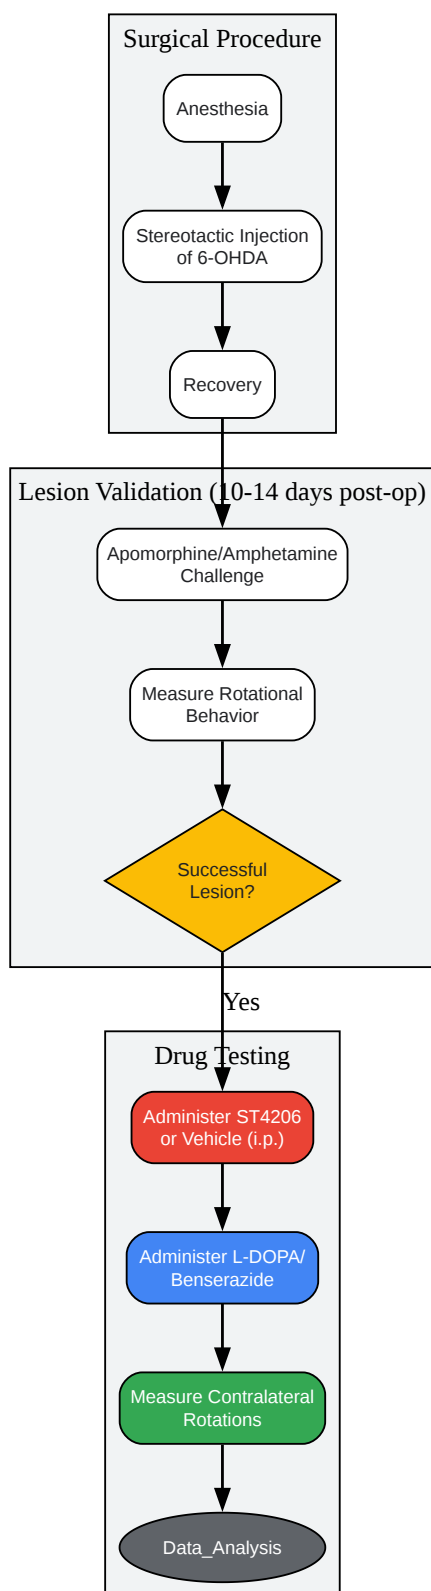 Surgical Procedure
Anesthesia
Stereotactic Injection
of 6-OHDA
Recovery
Lesion Validation (10-14 days post-op)
Apomorphine/Amphetamine
Challenge
Measure Rotational
Behavior
Successful
Lesion?
Yes
Drug Testing
Administer ST4206
or Vehicle (i.p.)
Administer L-DOPA/
Benserazide
Measure Contralateral
Rotations
Data_Analysis